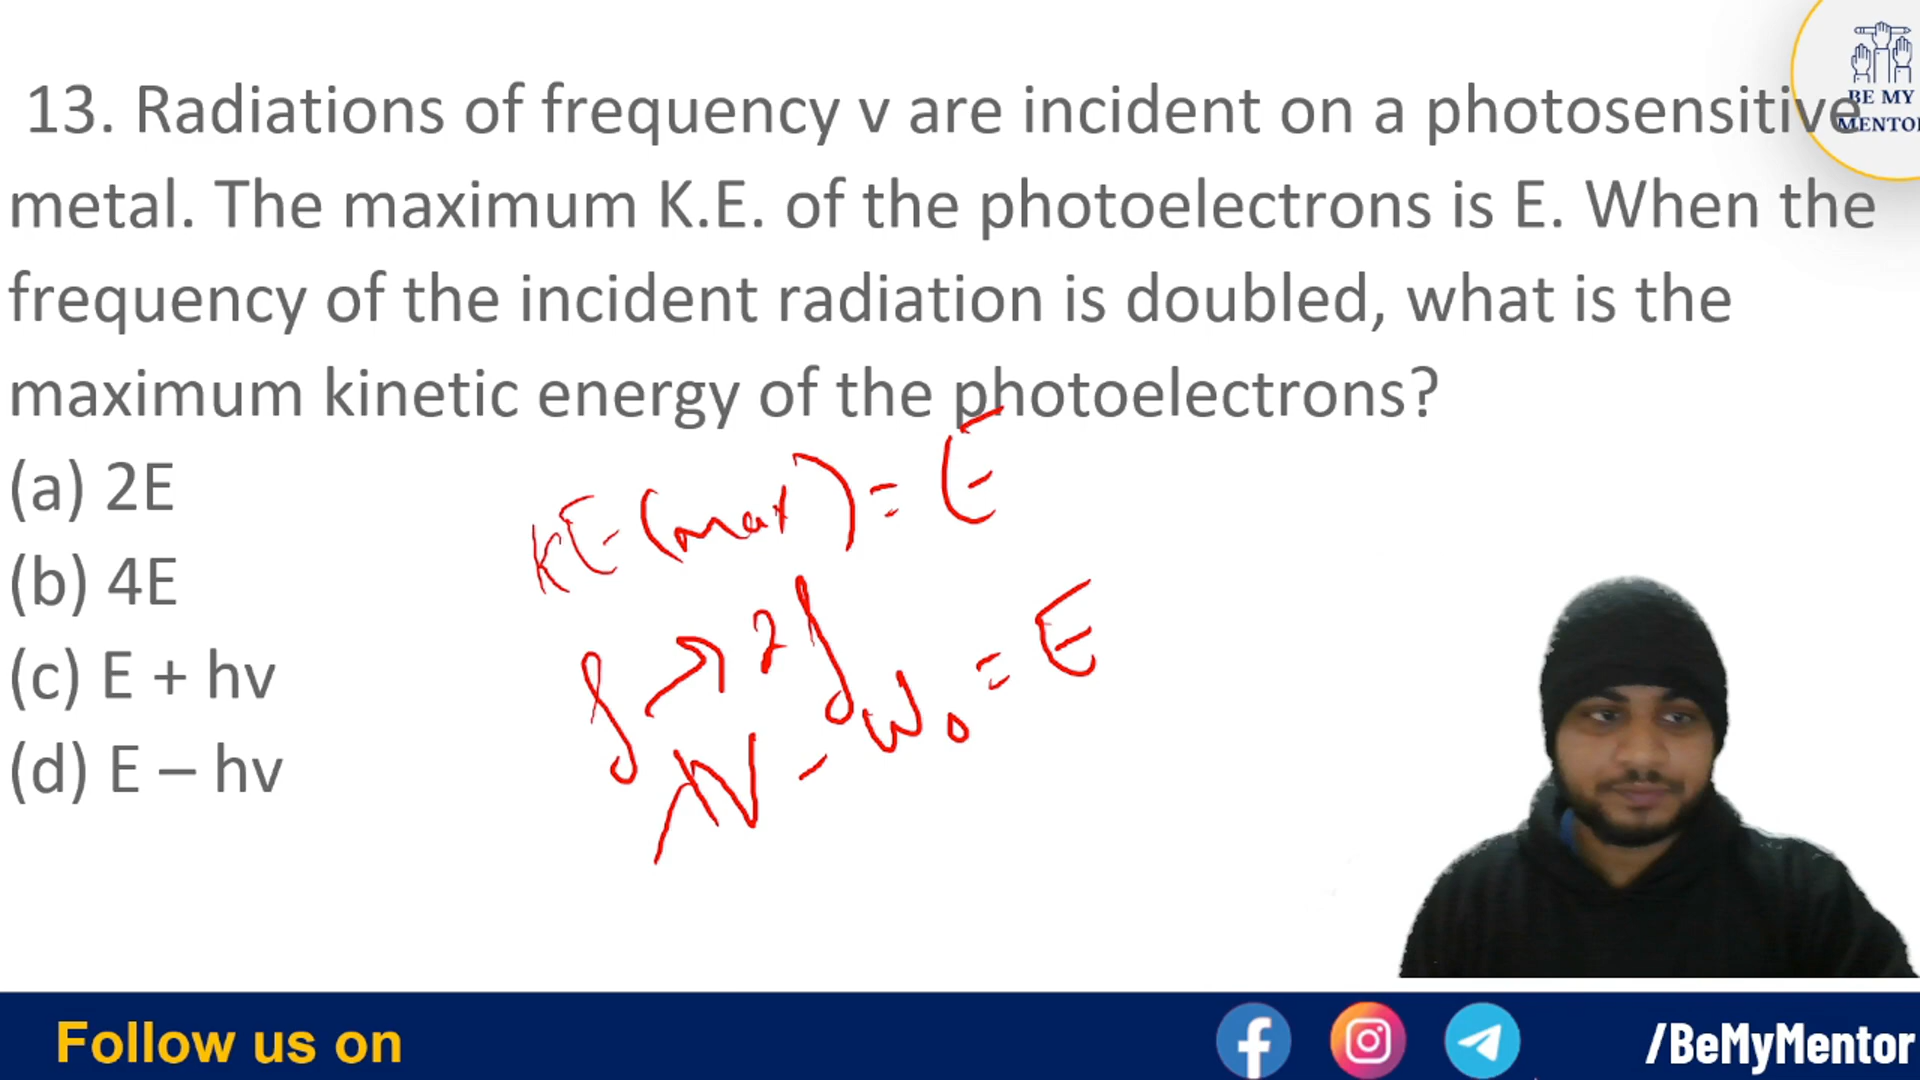 13. Radiations of frequency v are incident on a photosensitive
metal. The maximum K.E. of the photoelectrons is E. When the
frequency of the incident radiation is doubled, what is the
maximum kinetic energy of the photoelectrons?
(a) 2E
(b) 4E
(c) E + hv
(d) E – hv
KE (max) = E
f → 2f
hν - W₀ = E
BE MY
MENTOR
Follow us on
/BeMyMentor